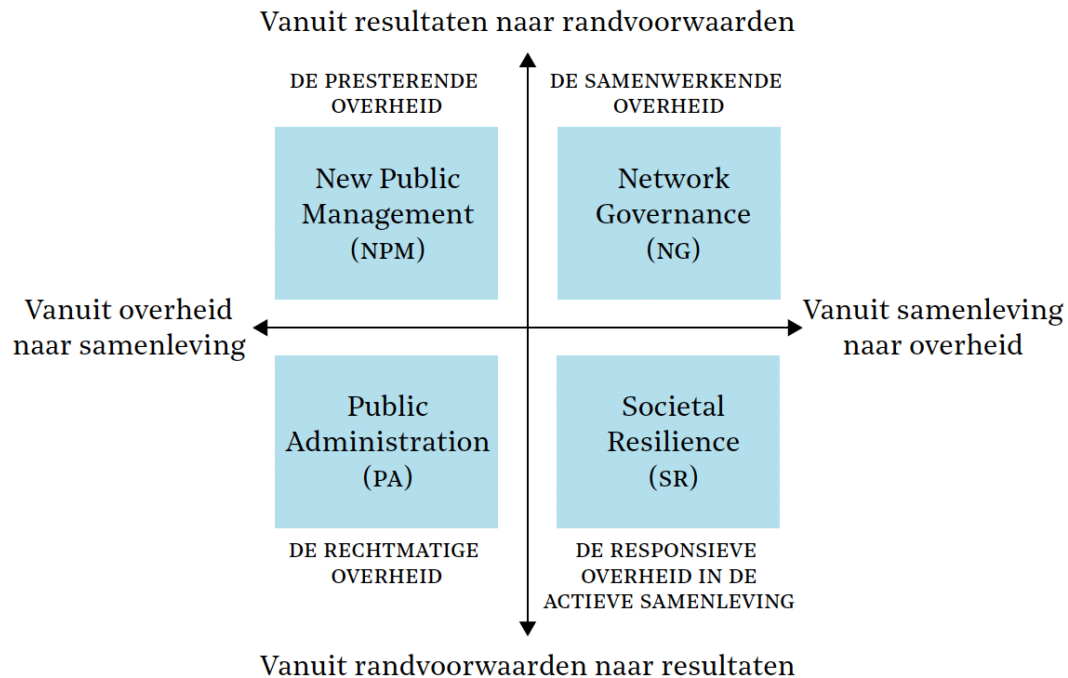 Vanuit resultaten naar randvoorwaarden
DE PRESTERENDE
OVERHEID
DE SAMENWERKENDE
OVERHEID
New Public
Management
(NPM)
Network
Governance
(NG)
Vanuit overheid
naar samenleving
Vanuit samenleving
naar overheid
Public
Administration
(PA)
Societal
Resilience
(SR)
DE RECHTMATIGE
OVERHEID
DE RESPONSIEVE
OVERHEID IN DE
ACTIEVE SAMENLEVING
Vanuit randvoorwaarden naar resultaten